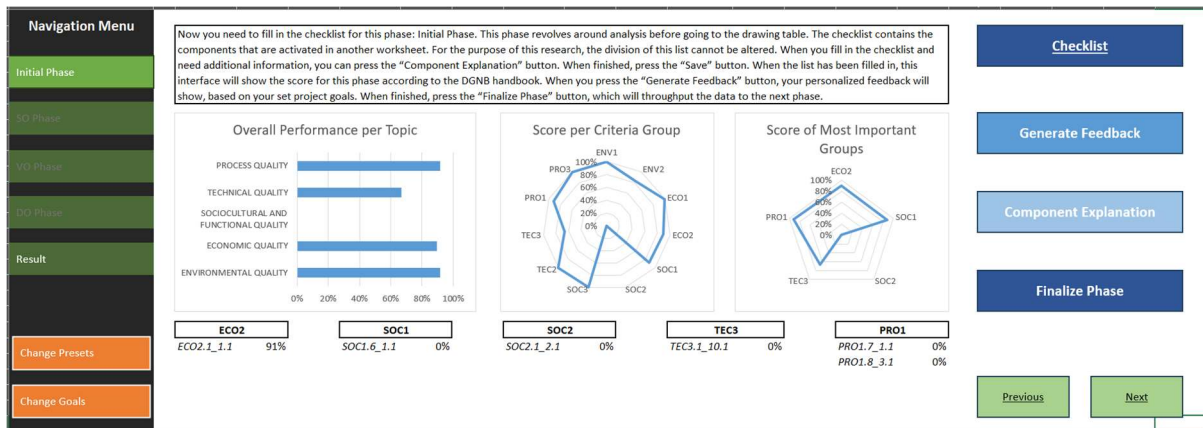 Navigation Menu
Initial Phase
SO Phase
VO Phase
DO Phase
Result
Change Presets
Change Goals
Now you need to fill in the checklist for this phase: Initial Phase. This phase revolves around analysis before going to the drawing table. The checklist contains the
components that are activated in another worksheet. For the purpose of this research, the division of this list cannot be altered. When you fill in the checklist and
need additional information, you can press the “Component Explanation” button. When finished, press the “Save” button. When the list has been filled in, this
interface will show the score for this phase according to the DGNB handbook. When you press the “Generate Feedback” button, your personalized feedback will
show, based on your set project goals. When finished, press the “Finalize Phase” button, which will throughput the data to the next phase.
Overall Performance per Topic
PROCESS QUALITY
TECHNICAL QUALITY
SOCIOCULTURAL AND
FUNCTIONAL QUALITY
ECONOMIC QUALITY
ENVIRONMENTAL QUALITY
0% 20% 40% 60% 80% 100%
Score per Criteria Group
ENV1
ENV2
ECO1
ECO2
SOC1
SOC2
SOC3
TEC2
TEC3
PRO1
PRO3
100%
80%
60%
40%
20%
0%
Score of Most Important
Groups
ECO2
SOC1
SOC2
TEC3
PRO1
100%
80%
60%
40%
20%
0%
ECO2 SOC1 SOC2 TEC3 PRO1
ECO2.1_1.1 91% SOC1.6_1.1 0% SOC2.1_2.1 0% TEC3.1_10.1 0% PRO1.7_1.1 0%
PRO1.8_3.1 0%
Checklist
Generate Feedback
Component Explanation
Finalize Phase
Previous Next